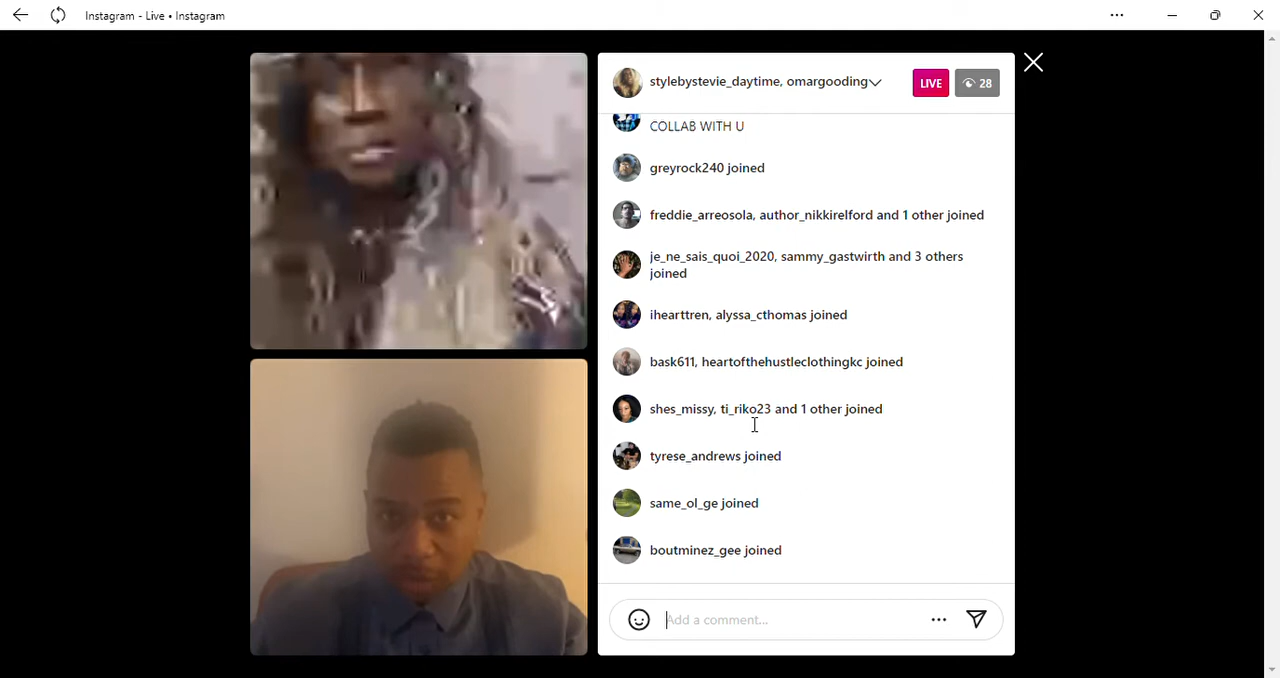 Instagram - Live • Instagram
stylebystevie_daytime, omargooding
LIVE
28
COLLAB WITH U
greyrock240 joined
freddie_arreosola, author_nikkirelford and 1 other joined
je_ne_sais_quoi_2020, sammy_gastwirth and 3 others
joined
ihearttren, alyssa_cthomas joined
bask611, heartofthehustleclothingkc joined
shes_missy, ti_riko23 and 1 other joined
tyrese_andrews joined
same_ol_ge joined
boutminez_gee joined
Add a comment...